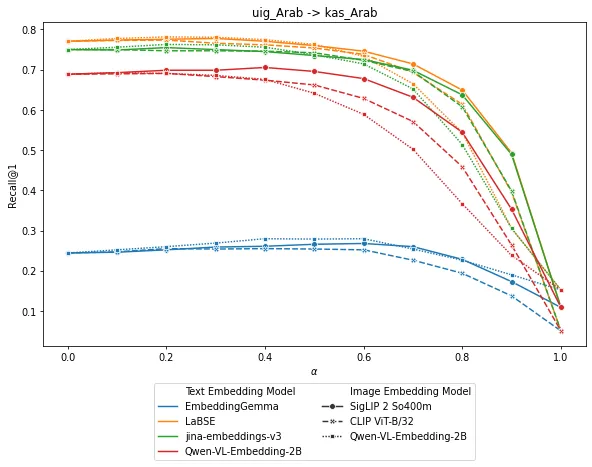 uig_Arab -> kas_Arab
Recall@1
0.8
0.7
0.6
0.5
0.4
0.3
0.2
0.1
0.0 0.2 0.4 0.6 0.8 1.0
α
Text Embedding Model
EmbeddingGemma
LaBSE
jina-embeddings-v3
Qwen-VL-Embedding-2B
Image Embedding Model
SigLIP 2 So400m
CLIP ViT-B/32
Qwen-VL-Embedding-2B